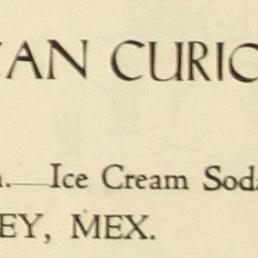 AN CURIO
.—Ice Cream Soda
EY, MEX.